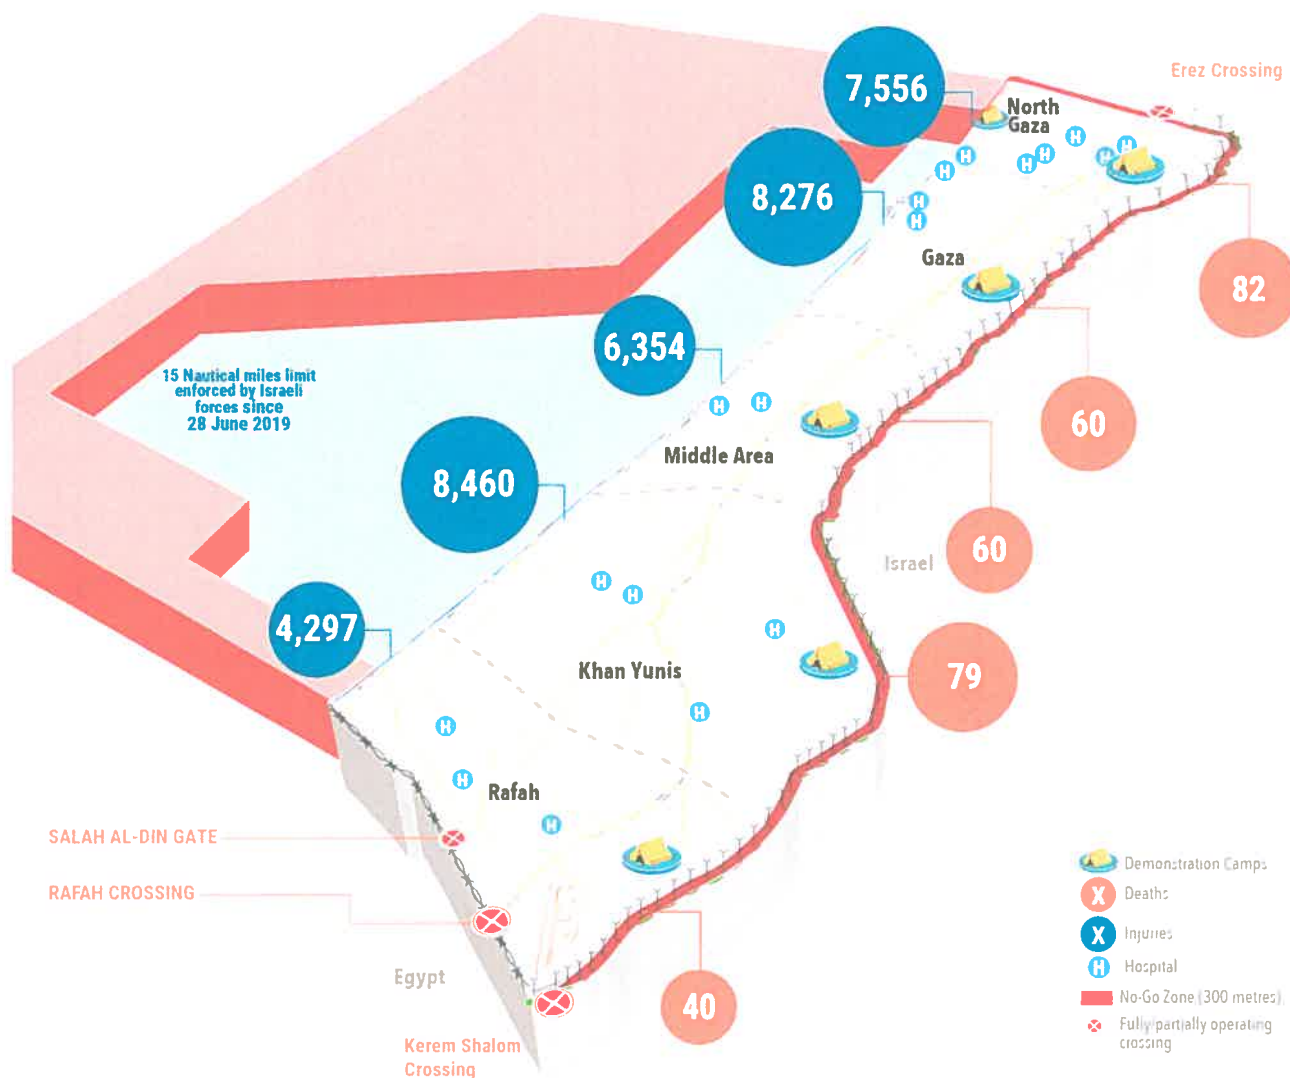 Erez Crossing
7,556
North
Gaza
8,276
Gaza
82
6,354
15 Nautical miles limit
enforced by Israeli
forces since
28 June 2019
60
Middle Area
8,460
Israel
60
4,297
Khan Yunis
79
Rafah
SALAH AL-DIN GATE
RAFAH CROSSING
Egypt
40
Kerem Shalom
Crossing
Demonstration Camps
X Deaths
X Injuries
H Hospital
No-Go Zone (300 metres)
Fully/partially operating
crossing